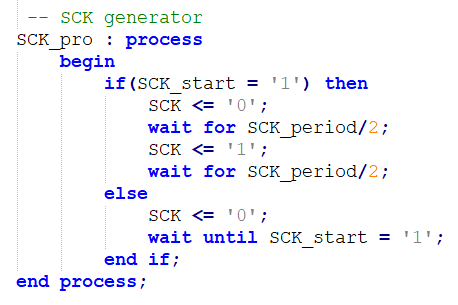 -- SCK generator
SCK_pro : process
begin
if(SCK_start = '1') then
SCK <= '0';
wait for SCK_period/2;
SCK <= '1';
wait for SCK_period/2;
else
SCK <= '0';
wait until SCK_start = '1';
end if;
end process;